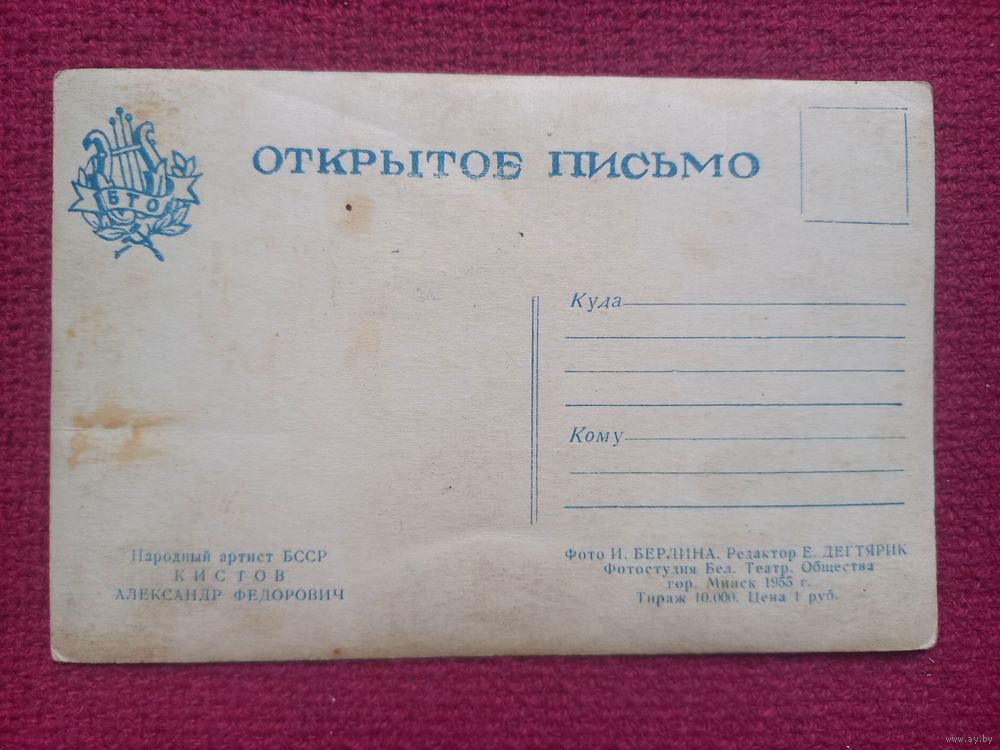 ОТКРЫТОЕ ПИСЬМО
БТО
Куда
Кому
Народный артист БССР
КИСТОВ
АЛЕКСАНДР ФЕДОРОВИЧ
Фото И. БЕРЛИНА. Редактор Е. ДЕГТЯРИК
Фотостудия Бел. Театр. Общества
гор. Минск 1955 г.
Тираж 10.000. Цена 1 руб.
www.ay.by